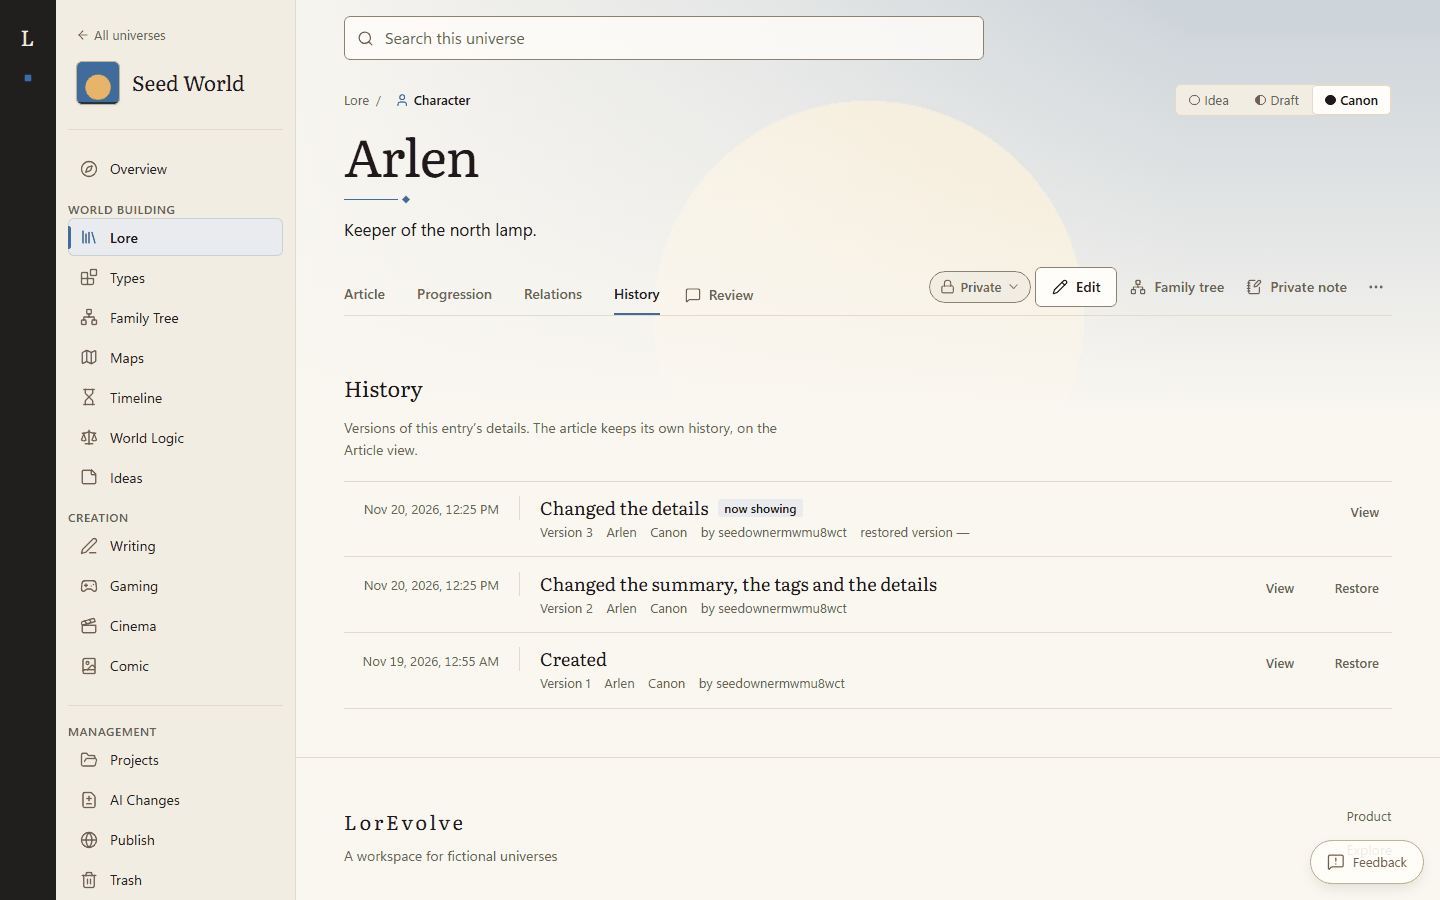 L
All universes
Seed World
Overview
WORLD BUILDING
Lore
Types
Family Tree
Maps
Timeline
World Logic
Ideas
CREATION
Writing
Gaming
Cinema
Comic
MANAGEMENT
Projects
AI Changes
Publish
Trash
Search this universe
Lore / Character
Idea Draft Canon
Arlen
Keeper of the north lamp.
Article Progression Relations History Review
Private Edit Family tree Private note
History
Versions of this entry’s details. The article keeps its own history, on the
Article view.
Nov 20, 2026, 12:25 PM Changed the details now showing View
Version 3 Arlen Canon by seedownermwmu8wct restored version —
Nov 20, 2026, 12:25 PM Changed the summary, the tags and the details View Restore
Version 2 Arlen Canon by seedownermwmu8wct
Nov 19, 2026, 12:55 AM Created View Restore
Version 1 Arlen Canon by seedownermwmu8wct
LorEvolve
A workspace for fictional universes
Product
Explore
Feedback